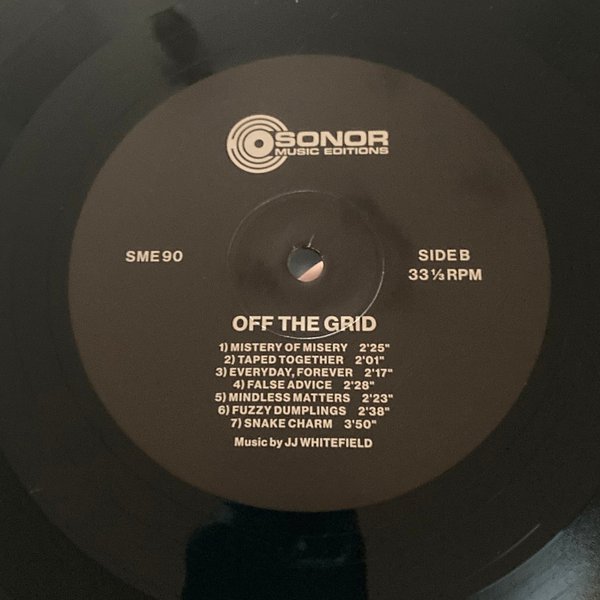 SONOR
MUSIC EDITIONS
SME 90
SIDE B
33 ⅓ RPM
OFF THE GRID
1) MISTERY OF MISERY 2'25"
2) TAPED TOGETHER 2'01"
3) EVERYDAY, FOREVER 2'17"
4) FALSE ADVICE 2'28"
5) MINDLESS MATTERS 2'23"
6) FUZZY DUMPLINGS 2'38"
7) SNAKE CHARM 3'50"
Music by JJ WHITEFIELD